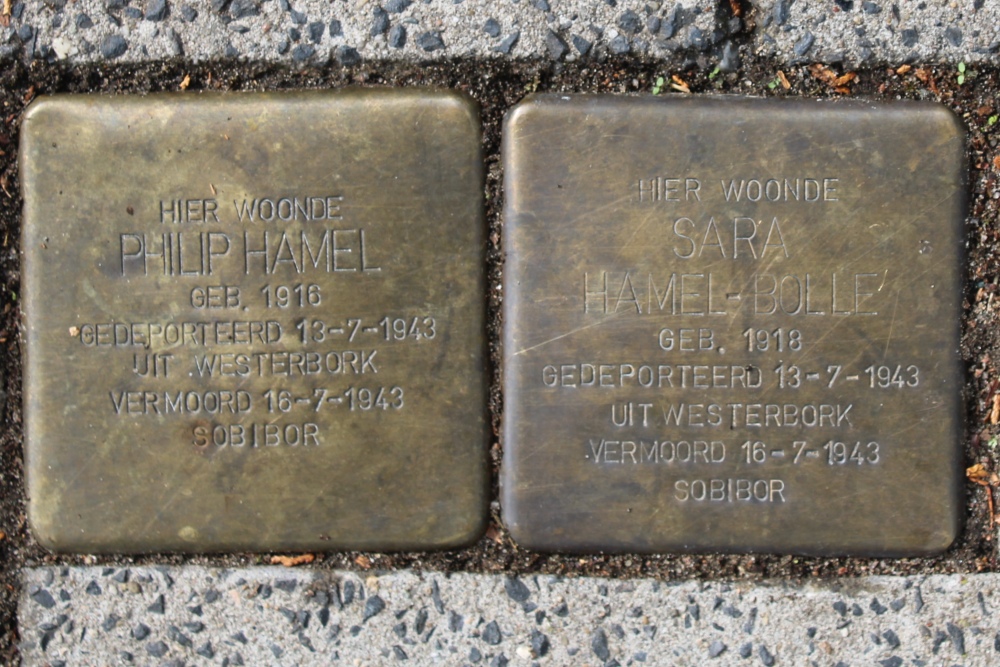 HIER WOONDE
PHILIP HAMEL
GEB. 1916
GEDEPORTEERD 13-7-1943
UIT WESTERBORK
VERMOORD 16-7-1943
SOBIBOR
HIER WOONDE
SARA
HAMEL-BOLLE
GEB. 1918
GEDEPORTEERD 13-7-1943
UIT WESTERBORK
VERMOORD 16-7-1943
SOBIBOR